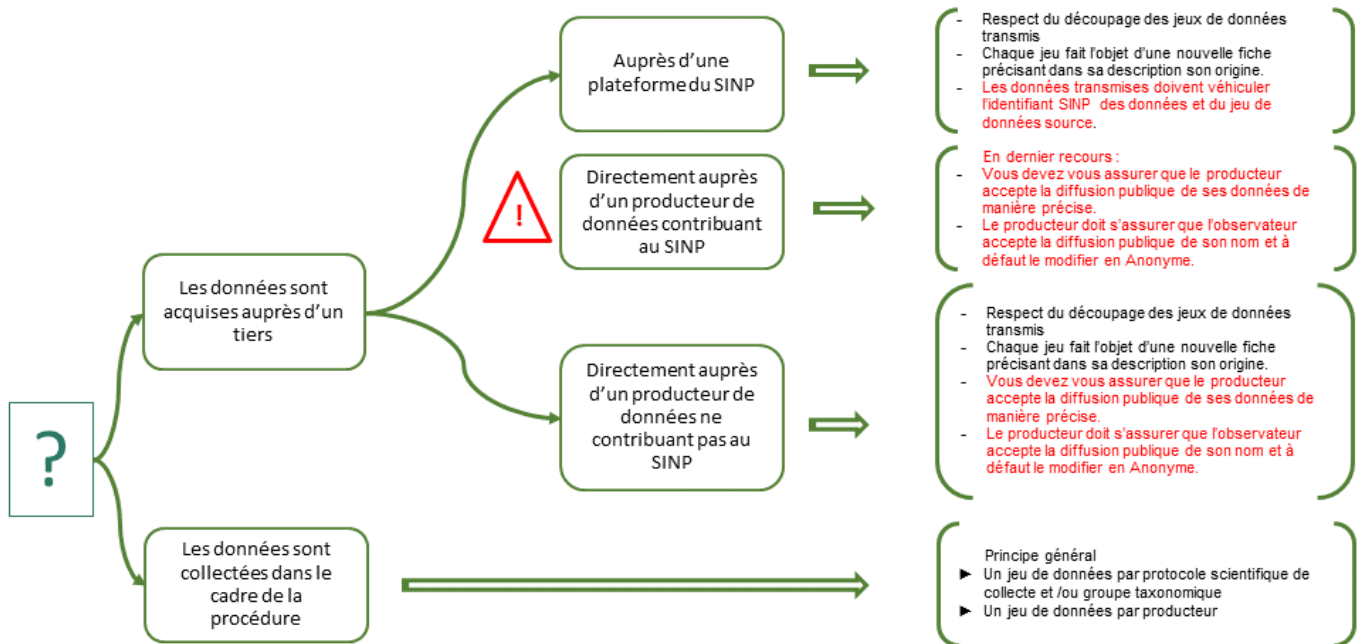 ?
Les données sont
acquises auprès d'un
tiers
Auprès d'une
plateforme du SINP
- Respect du découpage des jeux de données
transmis
- Chaque jeu fait l'objet d'une nouvelle fiche
précisant dans sa description son origine.
- Les données transmises doivent véhiculer
l'identifiant SINP des données et du jeu de
données source.
!
Directement auprès
d'un producteur de
données contribuant
au SINP
En dernier recours :
- Vous devez vous assurer que le producteur
accepte la diffusion publique de ses données de
manière précise.
- Le producteur doit s'assurer que l'observateur
accepte la diffusion publique de son nom et à
défaut le modifier en Anonyme.
Directement auprès
d'un producteur de
données ne
contribuant pas au
SINP
- Respect du découpage des jeux de données
transmis
- Chaque jeu fait l'objet d'une nouvelle fiche
précisant dans sa description son origine.
- Vous devez vous assurer que le producteur
accepte la diffusion publique de ses données de
manière précise.
- Le producteur doit s'assurer que l'observateur
accepte la diffusion publique de son nom et à
défaut le modifier en Anonyme.
Les données sont
collectées dans le
cadre de la
procédure
Principe général
► Un jeu de données par protocole scientifique de
collecte et /ou groupe taxonomique
► Un jeu de données par producteur